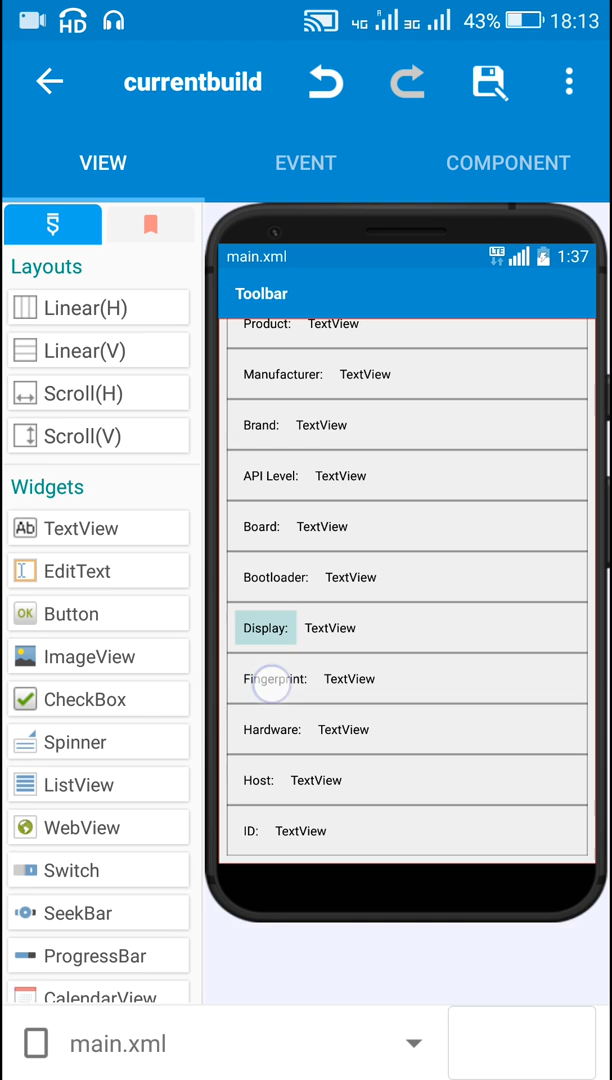 HD 4G R 3G 43% 18:13
currentbuild
VIEW EVENT COMPONENT
Layouts
Linear(H)
Linear(V)
Scroll(H)
Scroll(V)
Widgets
Ab TextView
EditText
OK Button
ImageView
CheckBox
Spinner
ListView
WebView
Switch
SeekBar
ProgressBar
CalendarView
main.xml LTE 1:37
Toolbar
Product: TextView
Manufacturer: TextView
Brand: TextView
API Level: TextView
Board: TextView
Bootloader: TextView
Display: TextView
Fingerprint: TextView
Hardware: TextView
Host: TextView
ID: TextView
main.xml